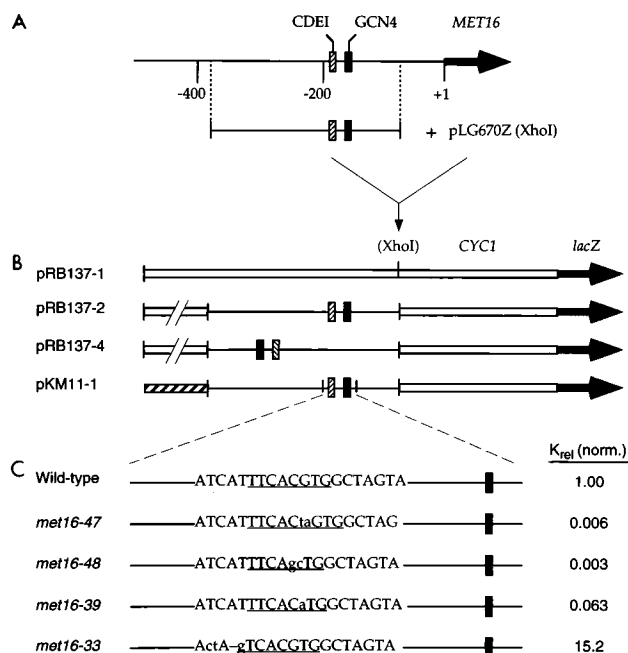 A
CDEI GCN4 MET16
-400 -200 +1
+ pLG670Z (XhoI)
(XhoI) CYC1 lacZ
B
pRB137-1
pRB137-2
pRB137-4
pKM11-1
C
Krel (norm.)
Wild-type ATCATTTCACGTGGCTAGTA 1.00
met16-47 ATCATTTCACtaGTGGCTAG 0.006
met16-48 ATCATTTCAgcTGGCTAGTA 0.003
met16-39 ATCATTTCACaTGGCTAGTA 0.063
met16-33 ActA–gTCACGTGGCTAGTA 15.2